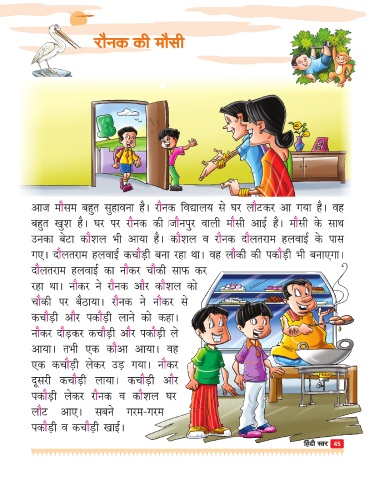 रौनक की मौसी
आज मौसम बहुत सुहावना है। रौनक विद्यालय से घर लौटकर आ गया है। वह
बहुत खुश है। घर पर रौनक की जौनपुर वाली मौसी आई है। मौसी के साथ
उनका बेटा कौशल भी आया है। कौशल व रौनक दौलतराम हलवाई के पास
गए। दौलतराम हलवाई कचौड़ी बना रहा था। वह लौकी की पकौड़ी भी बनाएगा।
दौलतराम हलवाई का नौकर चौकी साफ कर
रहा था। नौकर ने रौनक और कौशल को
चौकी पर बैठाया। रौनक ने नौकर से
कचौड़ी और पकौड़ी लाने को कहा।
नौकर दौड़कर कचौड़ी और पकौड़ी ले
आया। तभी एक कौआ आया। वह
एक कचौड़ी लेकर उड़ गया। नौकर
दूसरी कचौड़ी लाया। कचौड़ी और
पकौड़ी लेकर रौनक व कौशल घर
लौट आए। सबने गरम-गरम
पकौड़ी व कचौड़ी खाईं।
हिंदी स्वर 45